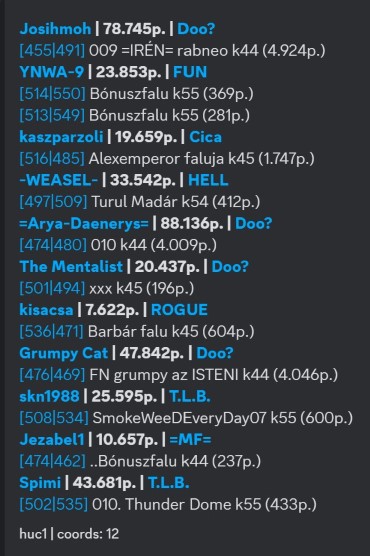 Josihmoh | 78.745p. | Doo?
[455|491] 009 =IRÉN= rabneo k44 (4.924p.)
YNWA-9 | 23.853p. | FUN
[514|550] Bónuszfalu k55 (369p.)
[513|549] Bónuszfalu k55 (281p.)
kaszparzoli | 19.659p. | Cica
[516|485] Alexemperor faluja k45 (1.747p.)
-WEASEL- | 33.542p. | HELL
[497|509] Turul Madár k54 (412p.)
=Arya-Daenerys= | 88.136p. | Doo?
[474|480] 010 k44 (4.009p.)
The Mentalist | 20.437p. | Doo?
[501|494] xxx k45 (196p.)
kisacsa | 7.622p. | ROGUE
[536|471] Barbár falu k45 (604p.)
Grumpy Cat | 47.842p. | Doo?
[476|469] FN grumpy az ISTENI k44 (4.046p.)
skn1988 | 25.595p. | T.L.B.
[508|534] SmokeWeeDEveryDay07 k55 (600p.)
Jezabel1 | 10.657p. | =MF=
[474|462] ..Bónuszfalu k44 (237p.)
Spimi | 43.681p. | T.L.B.
[502|535] 010. Thunder Dome k55 (433p.)
huc1 | coords: 12